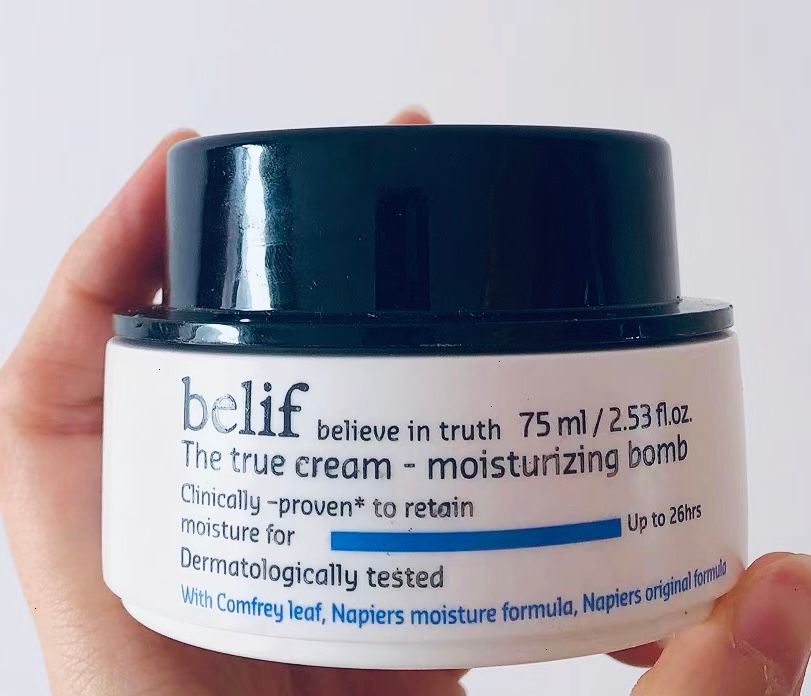 belif believe in truth 75 ml / 2.53 fl.oz.
The true cream - moisturizing bomb
Clinically -proven* to retain
moisture for Up to 26hrs
Dermatologically tested
With Comfrey leaf, Napiers moisture formula, Napiers original formula